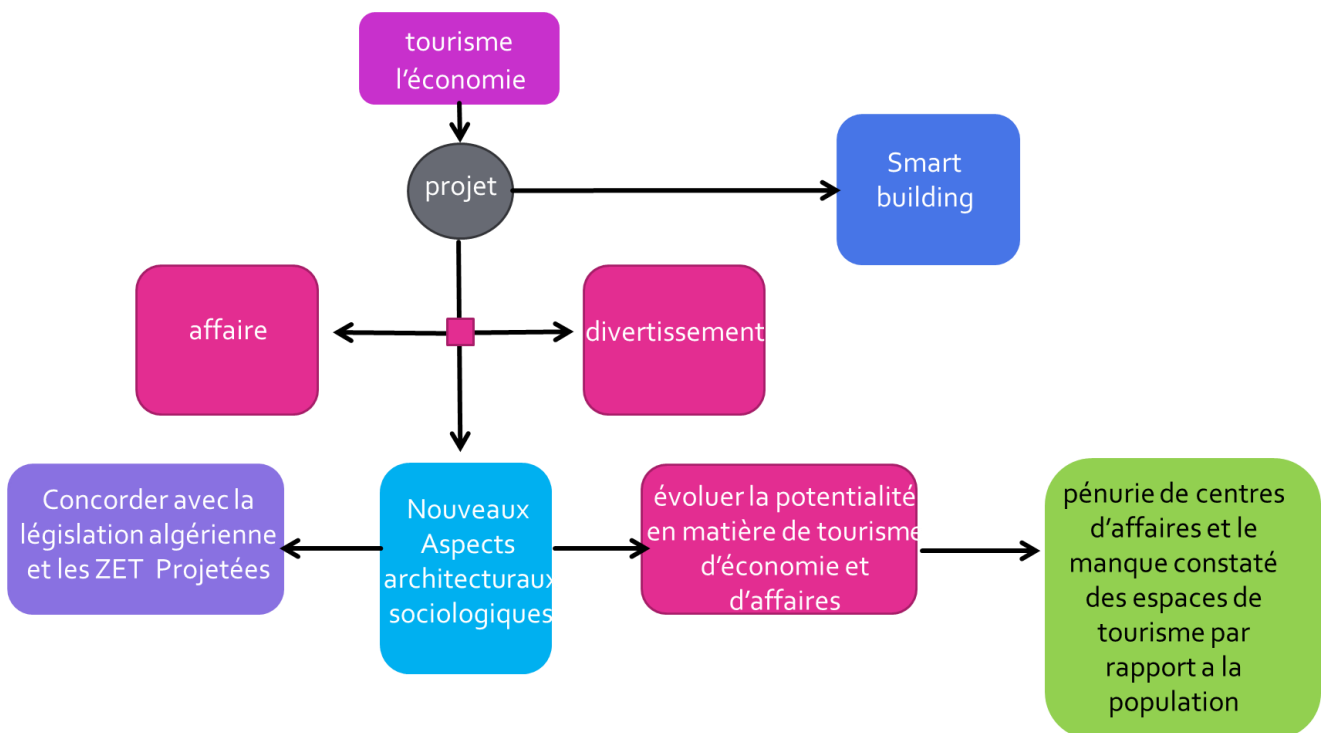 tourisme
l’économie
projet
Smart
building
affaire
divertissement
Concorder avec la
législation algérienne
et les ZET Projetées
Nouveaux
Aspects
architecturaux
sociologiques
évoluer la potentialité
en matière de tourisme
d’économie et
d’affaires
pénurie de centres
d’affaires et le
manque constaté
des espaces de
tourisme par
rapport a la
population